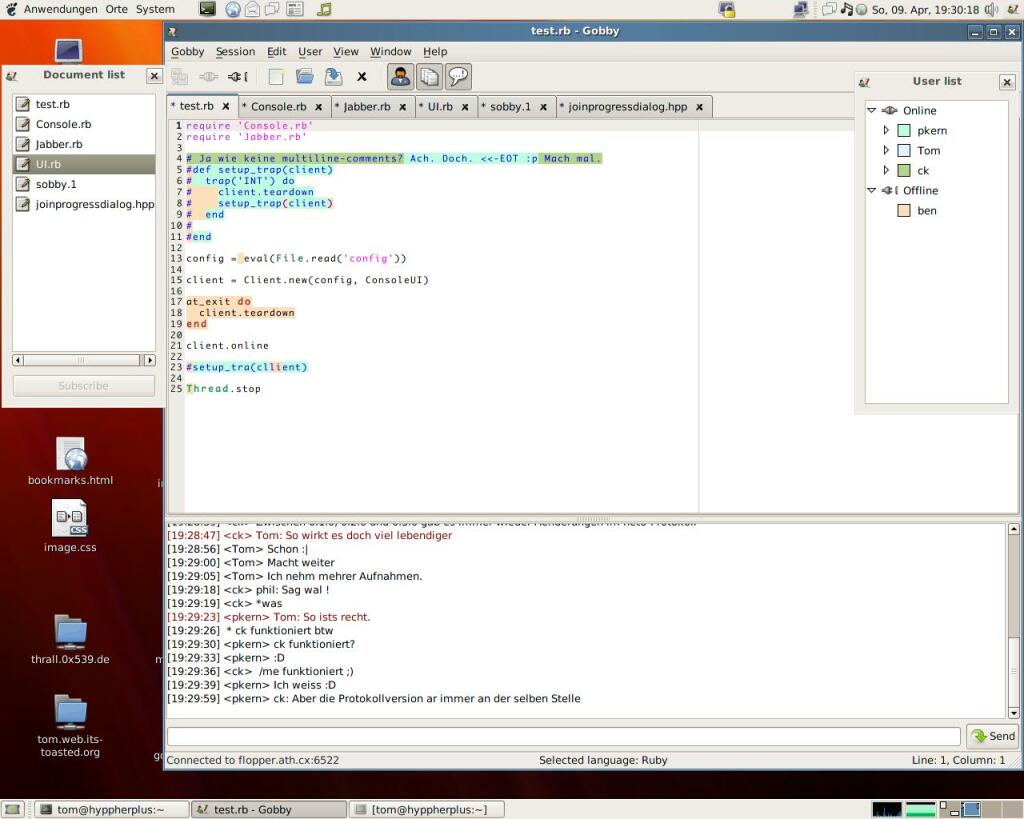 Anwendungen Orte System
So, 09. Apr, 19:30:18
test.rb - Gobby
Gobby Session Edit User View Window Help
Document list
test.rb
Console.rb
Jabber.rb
UI.rb
sobby.1
joinprogressdialog.hpp
Subscribe
* test.rb * Console.rb * Jabber.rb * UI.rb * sobby.1 * joinprogressdialog.hpp
1 require 'Console.rb'
2 require 'Jabber.rb'
3
4 # Ja wie keine multiline-comments? Ach. Doch. <<-EOT :p Mach mal.
5 #def setup_trap(client)
6 #  trap('INT') do
7 #    client.teardown
8 #    setup_trap(client)
9 #  end
10 #
11 #end
12
13 config = eval(File.read('config'))
14
15 client = Client.new(config, ConsoleUI)
16
17 at_exit do
18   client.teardown
19 end
20
21 client.online
22
23 #setup_tra(cllient)
24
25 Thread.stop
User list
Online
pkern
Tom
ck
Offline
ben
[19:28:47] <ck> Tom: So wirkt es doch viel lebendiger
[19:28:56] <Tom> Schon :|
[19:29:00] <Tom> Macht weiter
[19:29:05] <Tom> Ich nehm mehrer Aufnahmen.
[19:29:18] <ck> phil: Sag wal !
[19:29:19] <ck> *was
[19:29:23] <pkern> Tom: So ists recht.
[19:29:26] * ck funktioniert btw
[19:29:30] <pkern> ck funktioniert?
[19:29:33] <pkern> :D
[19:29:36] <ck> /me funktioniert ;)
[19:29:39] <pkern> Ich weiss :D
[19:29:59] <pkern> ck: Aber die Protokollversion ar immer an der selben Stelle
Send
Connected to flopper.ath.cx:6522 Selected language: Ruby Line: 1, Column: 1
bookmarks.html
image.css
thrall.0x539.de
tom.web.its-
toasted.org
tom@hyppherplus:~ test.rb - Gobby [tom@hyppherplus:~]